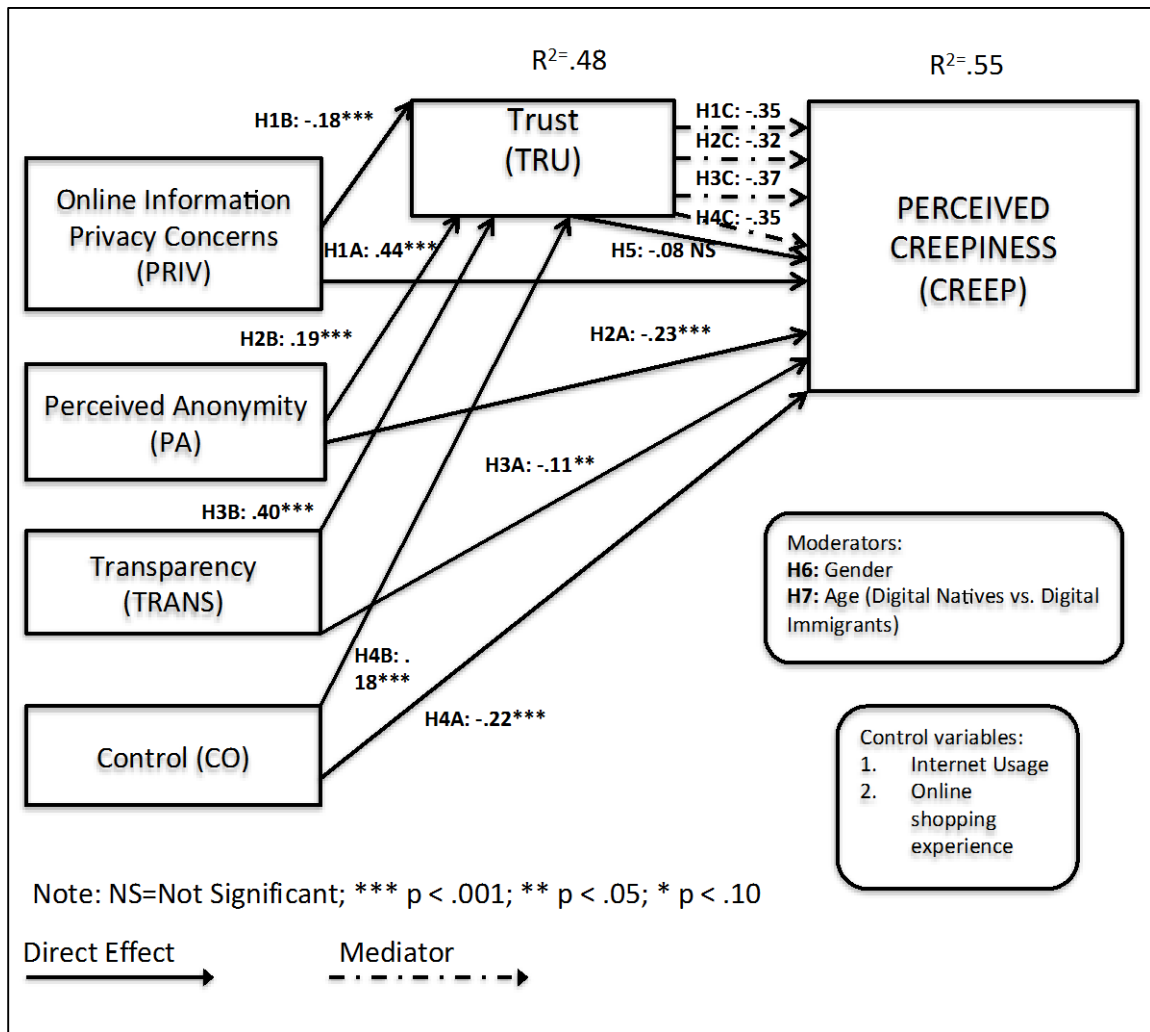 R²⁼.48
R²⁼.55
H1B: -.18***
Trust
(TRU)
H1C: -.35
H2C: -.32
H3C: -.37
H4C: -.35
PERCEIVED
CREEPINESS
(CREEP)
Online Information
Privacy Concerns
(PRIV)
H1A: .44***
H5: -.08 NS
H2B: .19***
H2A: -.23***
Perceived Anonymity
(PA)
H3A: -.11**
H3B: .40***
Transparency
(TRANS)
Moderators:
H6: Gender
H7: Age (Digital Natives vs. Digital
Immigrants)
H4B: .
18***
H4A: -.22***
Control (CO)
Control variables:
1. Internet Usage
2. Online
shopping
experience
Note: NS=Not Significant; *** p < .001; ** p < .05; * p < .10
Direct Effect
Mediator